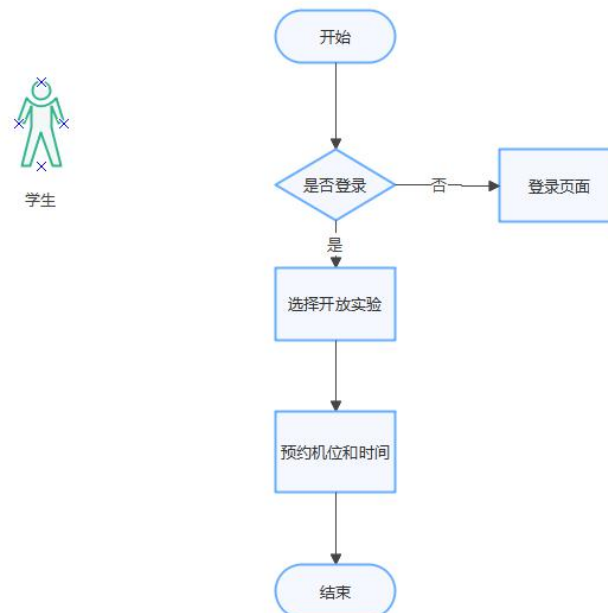 开始
学生
是否登录
否
登录页面
是
选择开放实验
预约机位和时间
结束